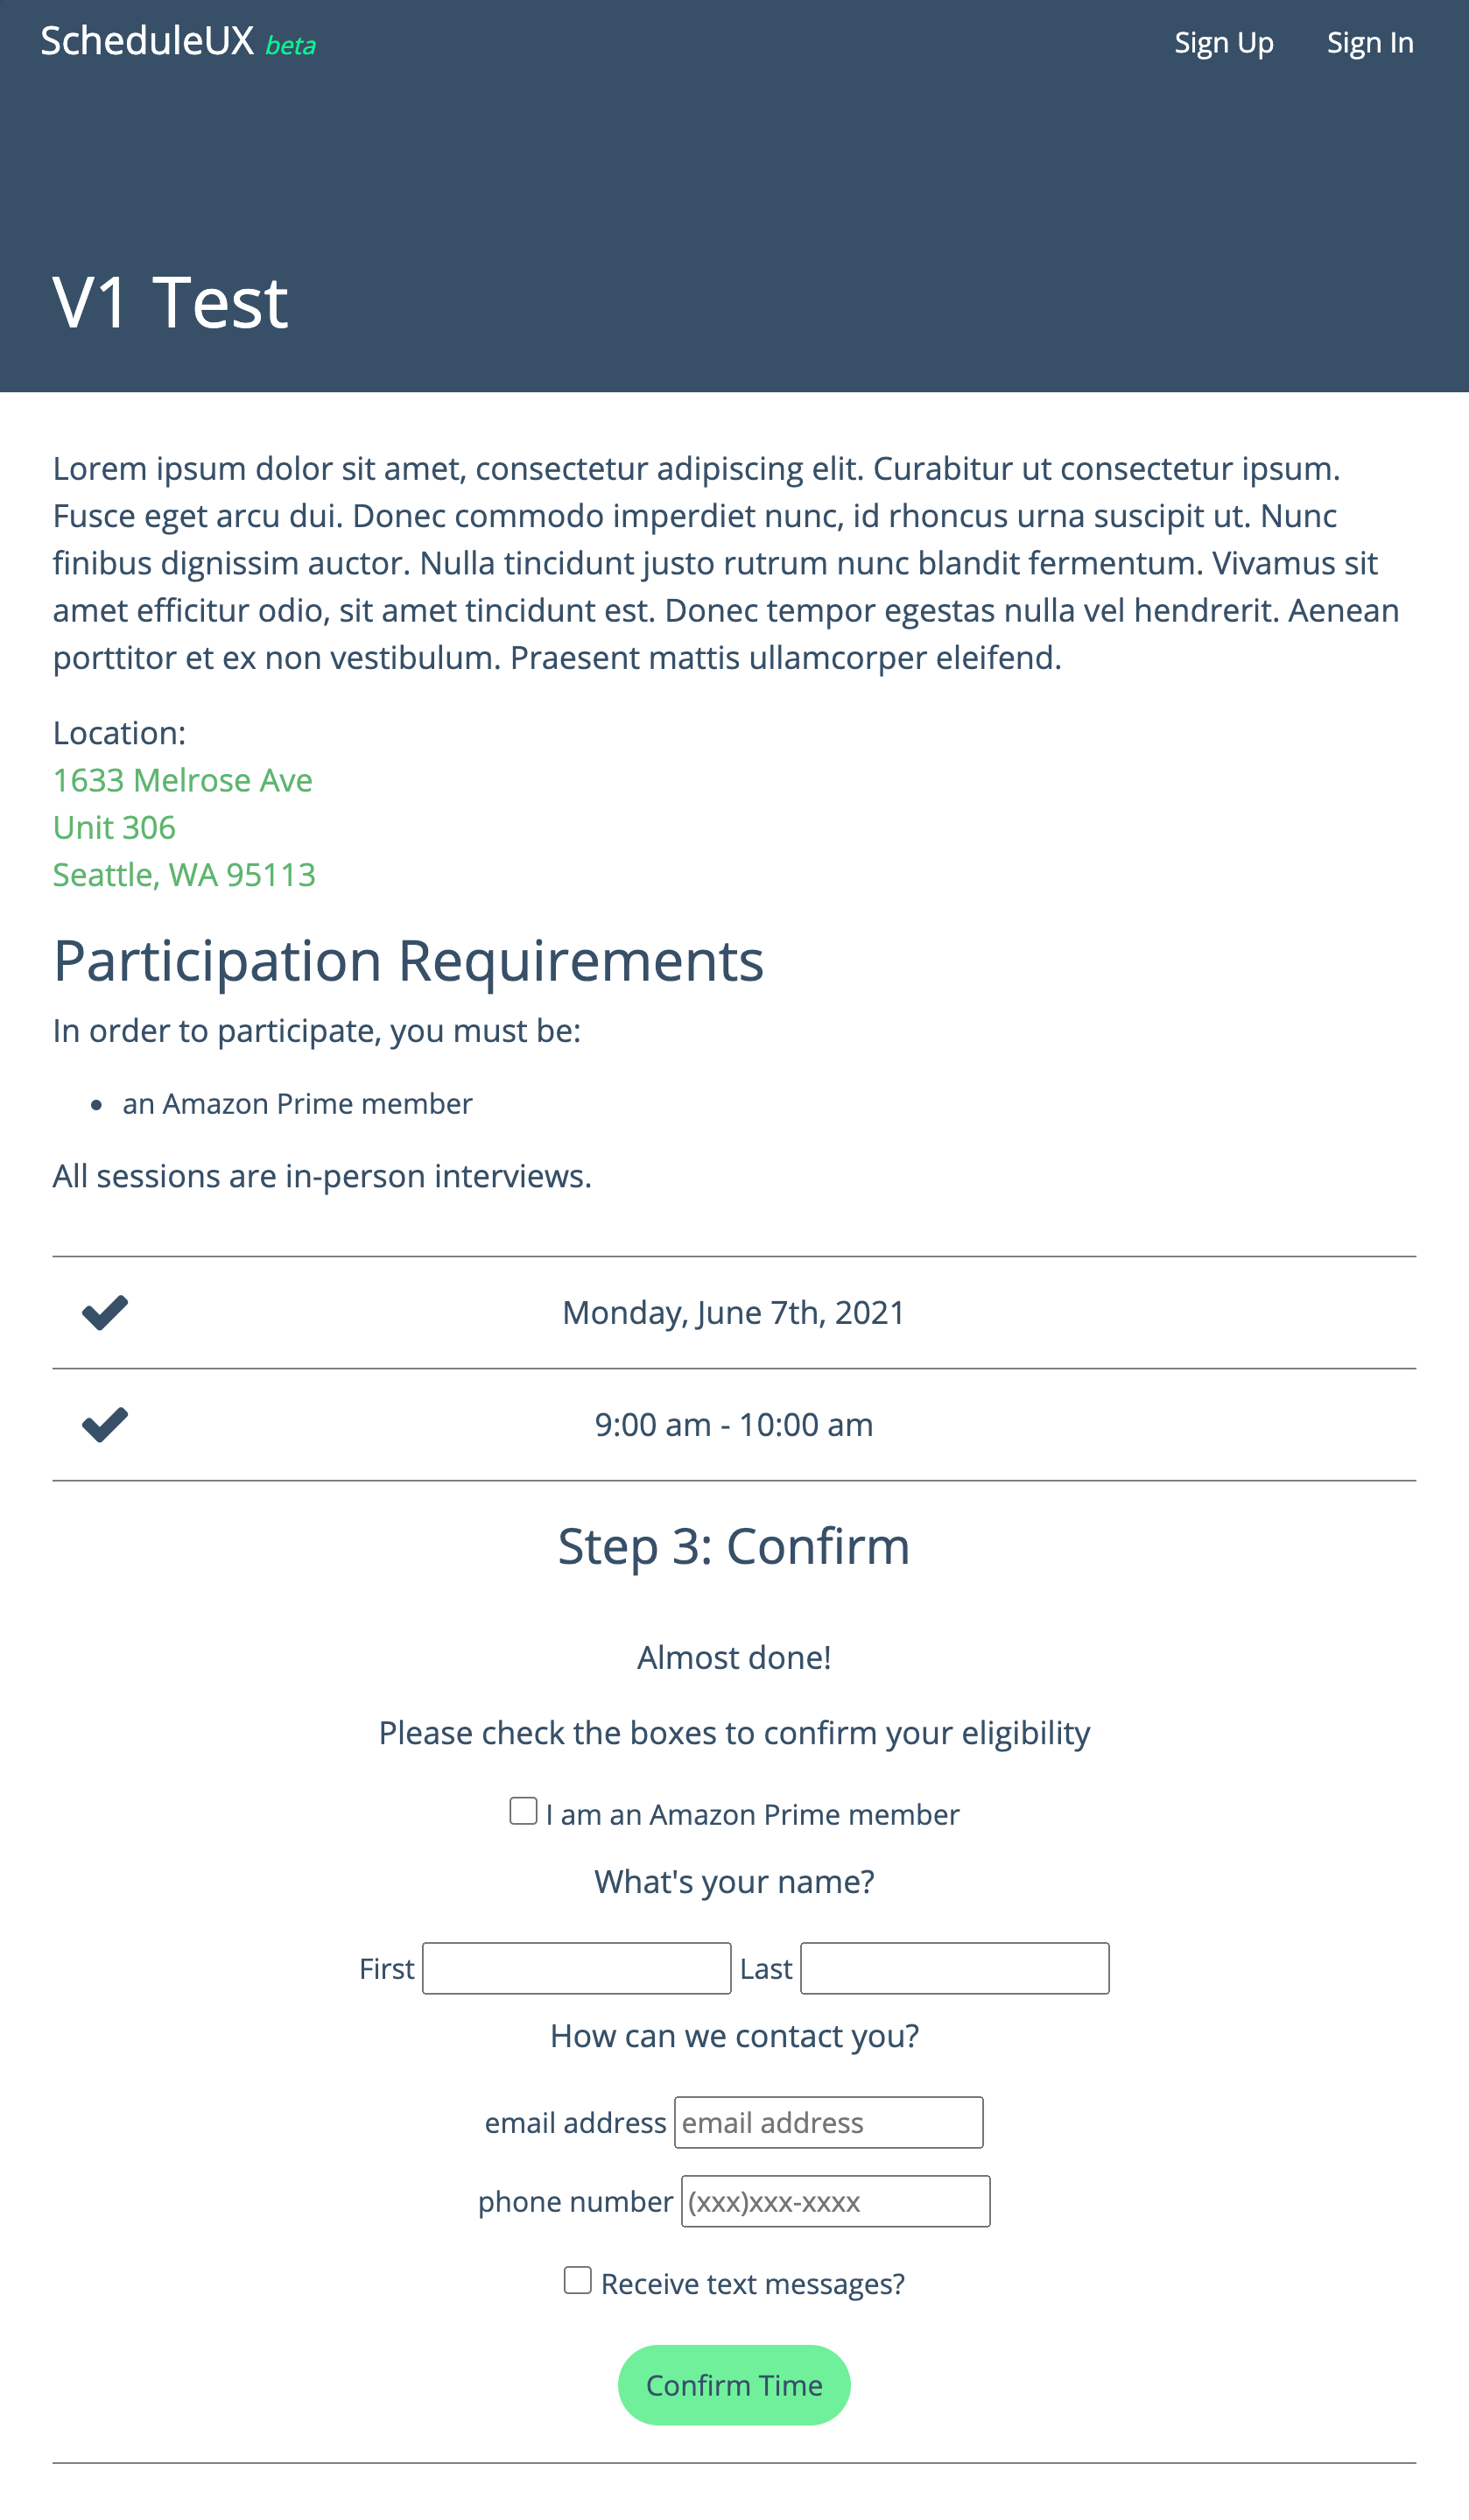 ScheduleUX beta
Sign Up
Sign In
V1 Test
Lorem ipsum dolor sit amet, consectetur adipiscing elit. Curabitur ut consectetur ipsum.
Fusce eget arcu dui. Donec commodo imperdiet nunc, id rhoncus urna suscipit ut. Nunc
finibus dignissim auctor. Nulla tincidunt justo rutrum nunc blandit fermentum. Vivamus sit
amet efficitur odio, sit amet tincidunt est. Donec tempor egestas nulla vel hendrerit. Aenean
porttitor et ex non vestibulum. Praesent mattis ullamcorper eleifend.
Location:
1633 Melrose Ave
Unit 306
Seattle, WA 95113
Participation Requirements
In order to participate, you must be:
• an Amazon Prime member
All sessions are in-person interviews.
Monday, June 7th, 2021
9:00 am - 10:00 am
Step 3: Confirm
Almost done!
Please check the boxes to confirm your eligibility
I am an Amazon Prime member
What's your name?
First
Last
How can we contact you?
email address
email address
phone number
(xxx)xxx-xxxx
Receive text messages?
Confirm Time